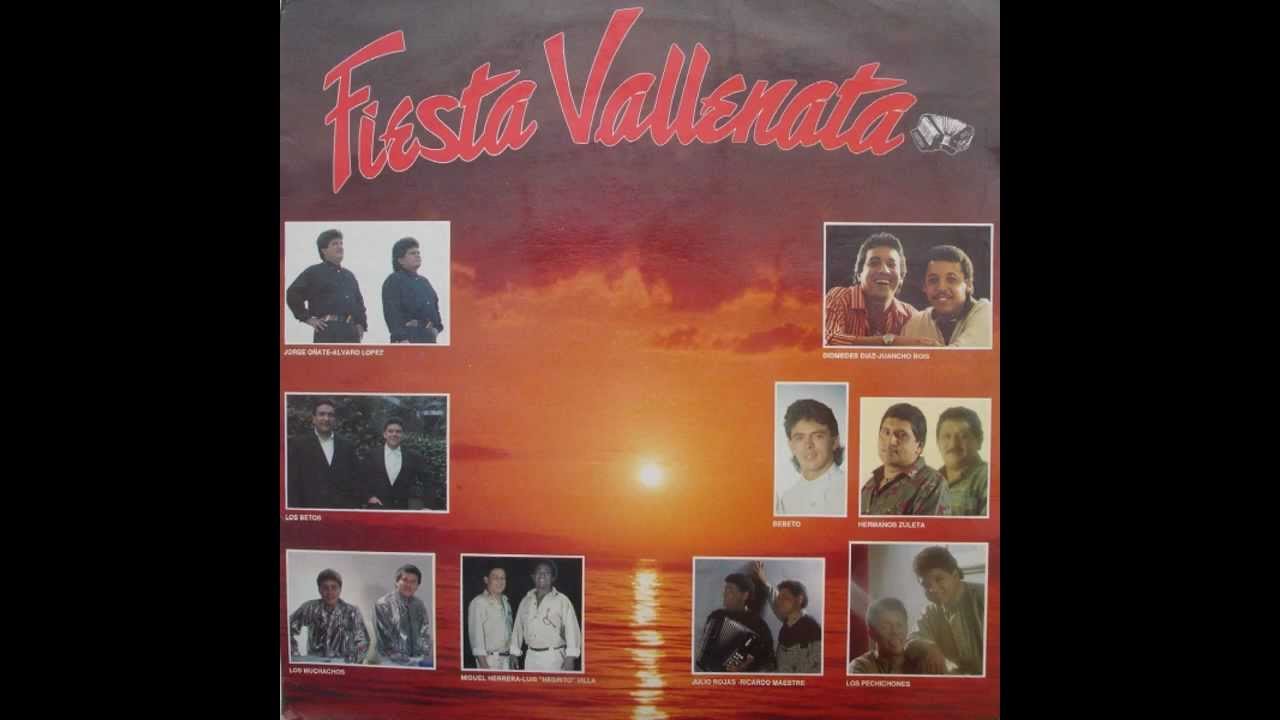 Fiesta Vallenata
JORGE OÑATE-ALVARO LOPEZ
DIOMEDES DIAZ-JUANCHO ROIS
LOS BETOS
BEBETO
HERMANOS ZULETA
LOS MUCHACHOS
MIGUEL HERRERA-LUIS "NEGRITO" VILLA
JULIO ROJAS -RICARDO MAESTRE
LOS PECHICHONES